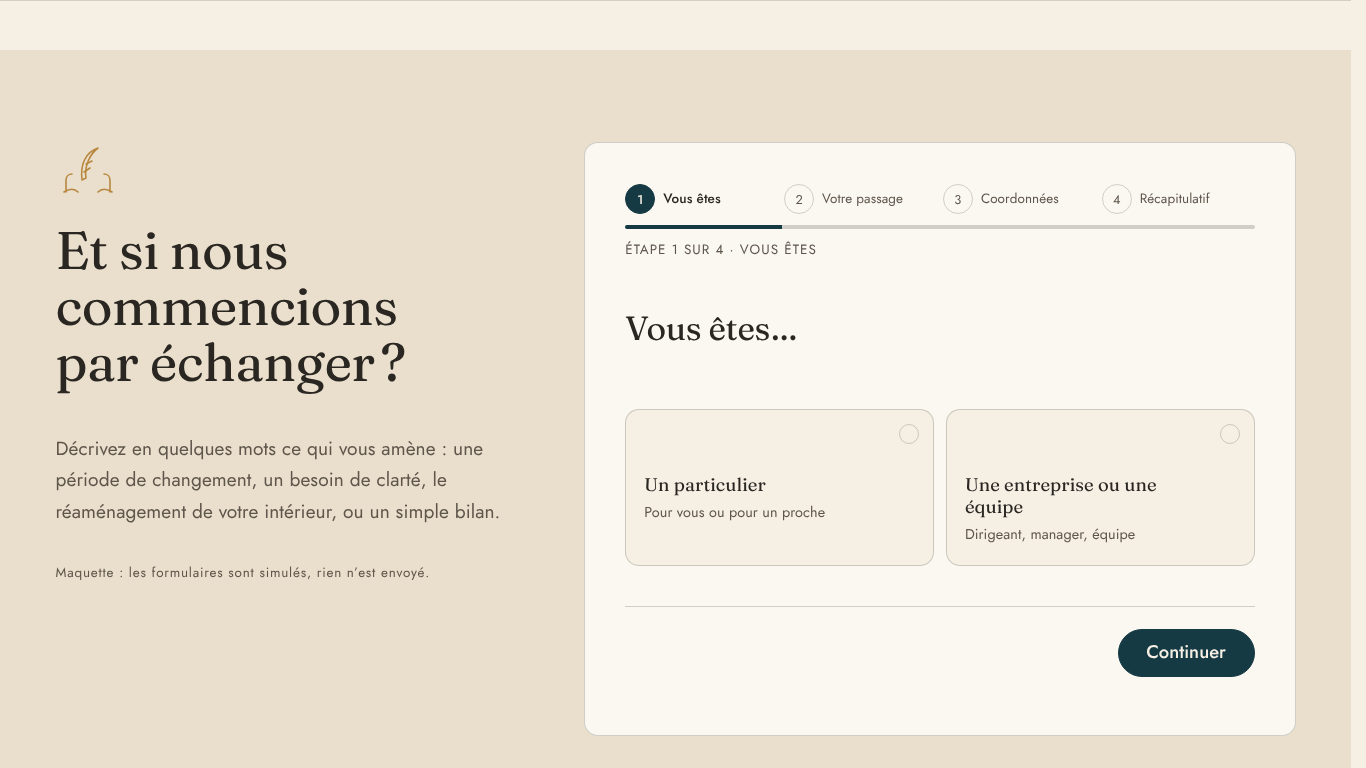 Et si nous
commencions
par échanger ?
Décrivez en quelques mots ce qui vous amène : une
période de changement, un besoin de clarté, le
réaménagement de votre intérieur, ou un simple bilan.
Maquette : les formulaires sont simulés, rien n’est envoyé.
1 Vous êtes 2 Votre passage 3 Coordonnées 4 Récapitulatif
ÉTAPE 1 SUR 4 · VOUS ÊTES
Vous êtes…
Un particulier
Pour vous ou pour un proche
Une entreprise ou une
équipe
Dirigeant, manager, équipe
Continuer